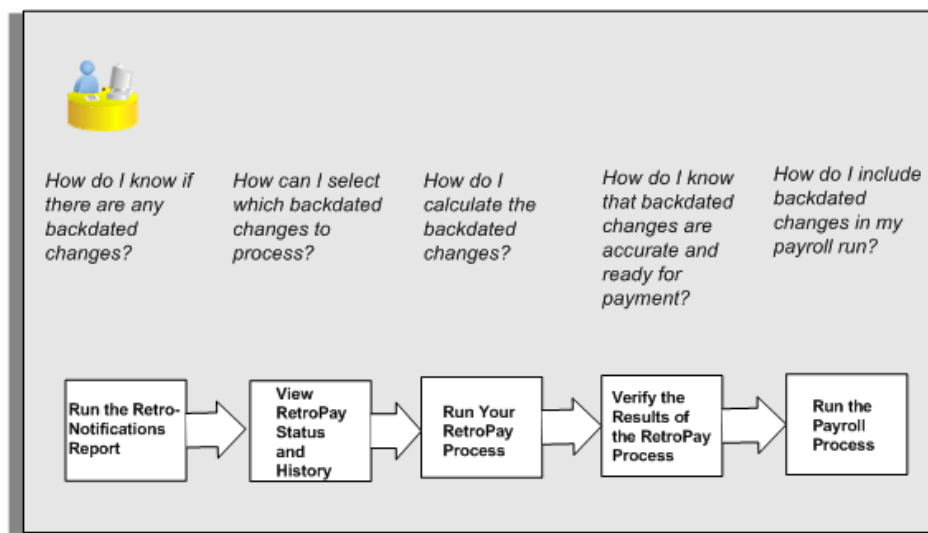 How do I know if
there are any
backdated
changes?
How can I select
which backdated
changes to
process?
How do I
calculate the
backdated
changes?
How do I know
that backdated
changes are
accurate and
ready for
payment?
How do I include
backdated
changes in my
payroll run?
Run the Retro-
Notifications
Report
View
RetroPay
Status
and
History
Run Your
RetroPay
Process
Verify the
Results of
the RetroPay
Process
Run the
Payroll
Process